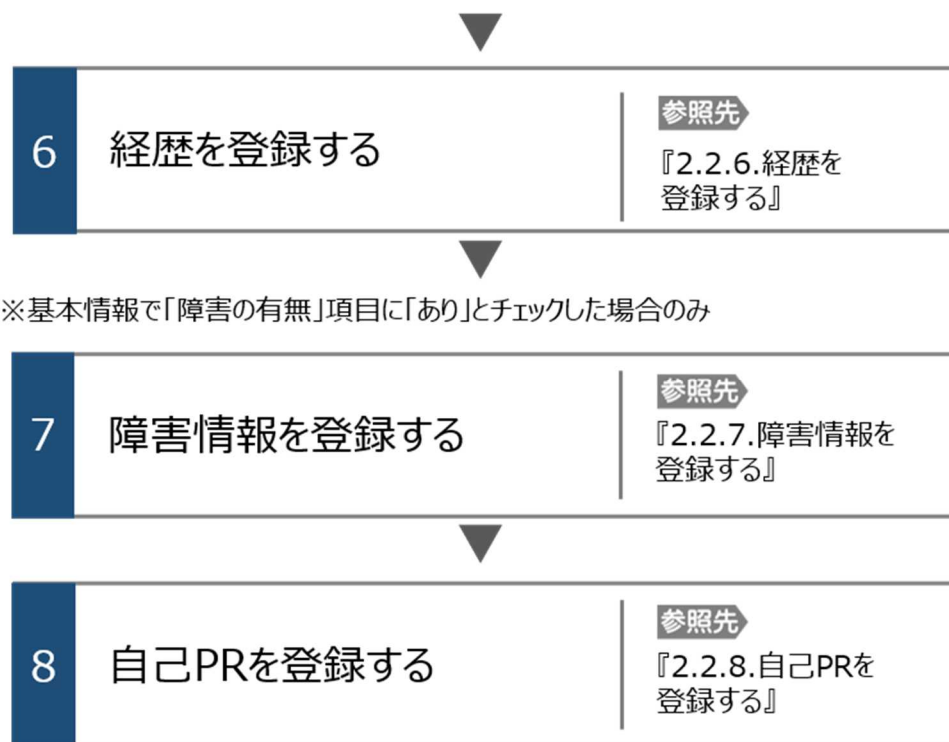 6
経歴を登録する
参照先
『2.2.6.経歴を
登録する』
※基本情報で「障害の有無」項目に「あり」とチェックした場合のみ
7
障害情報を登録する
参照先
『2.2.7.障害情報を
登録する』
8
自己PRを登録する
参照先
『2.2.8.自己PRを
登録する』